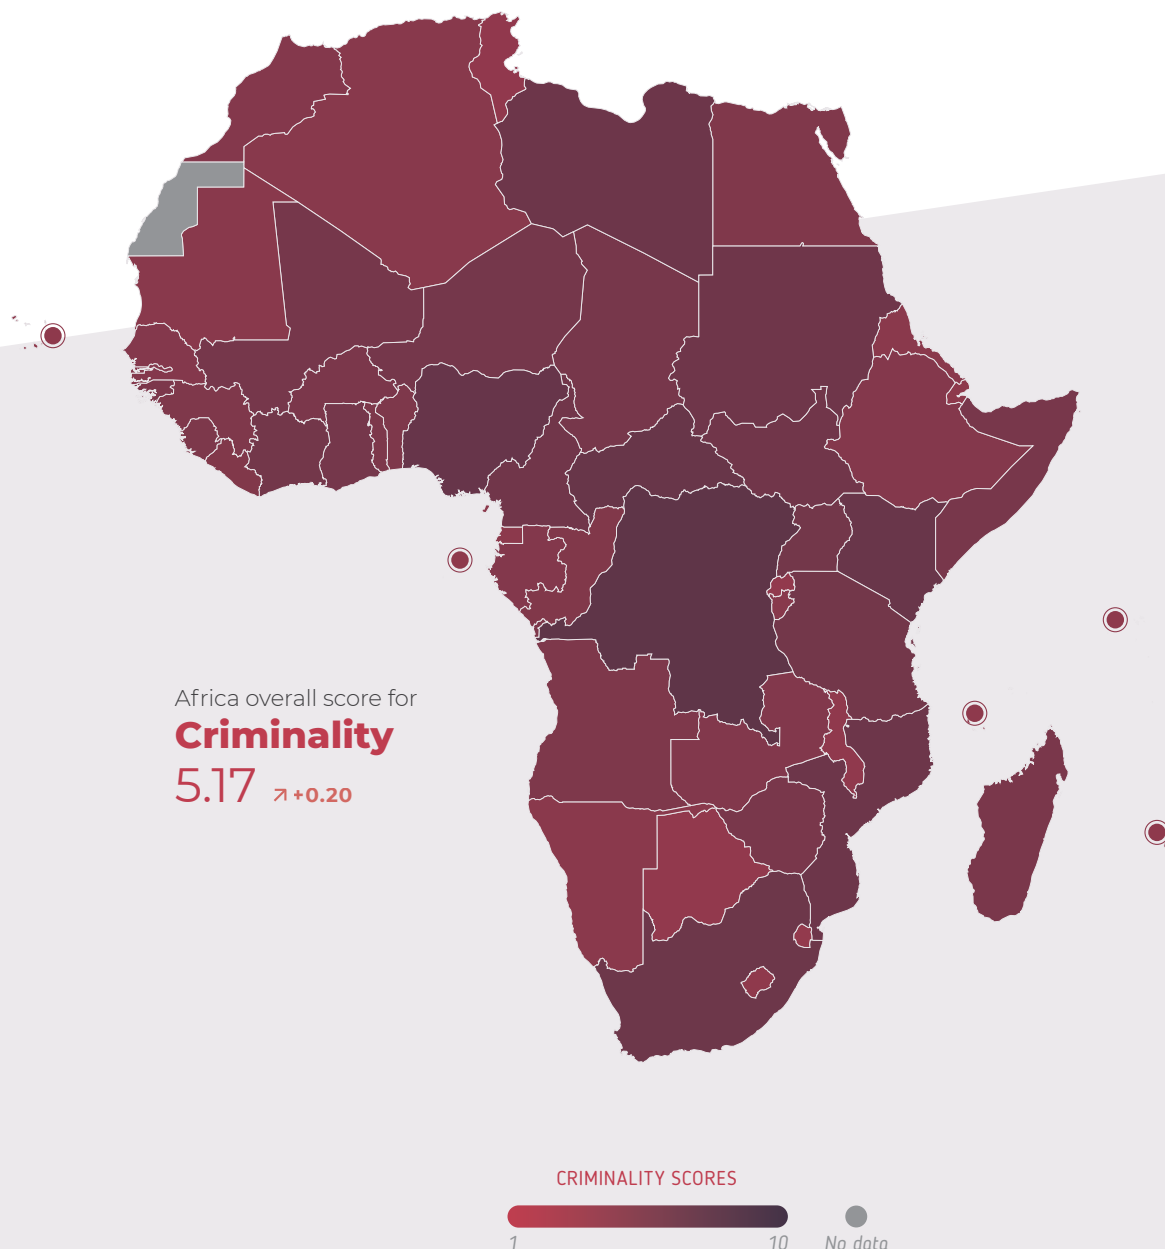 Africa overall score for
Criminality
5.17 +0.20
CRIMINALITY SCORES
1 10 No data